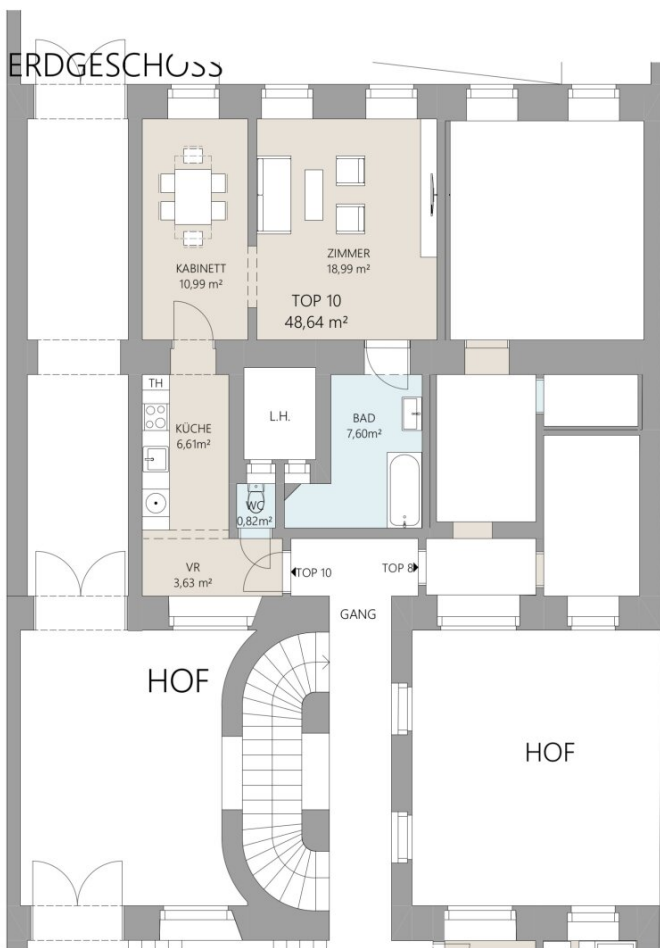 ERDGESCHOSS
KABINETT
10,99 m²
ZIMMER
18,99 m²
TOP 10
48,64 m²
TH
KÜCHE
6,61m²
L.H.
BAD
7,60m²
WC
0,82m²
VR
3,63 m²
TOP 10
TOP 8
GANG
HOF
HOF